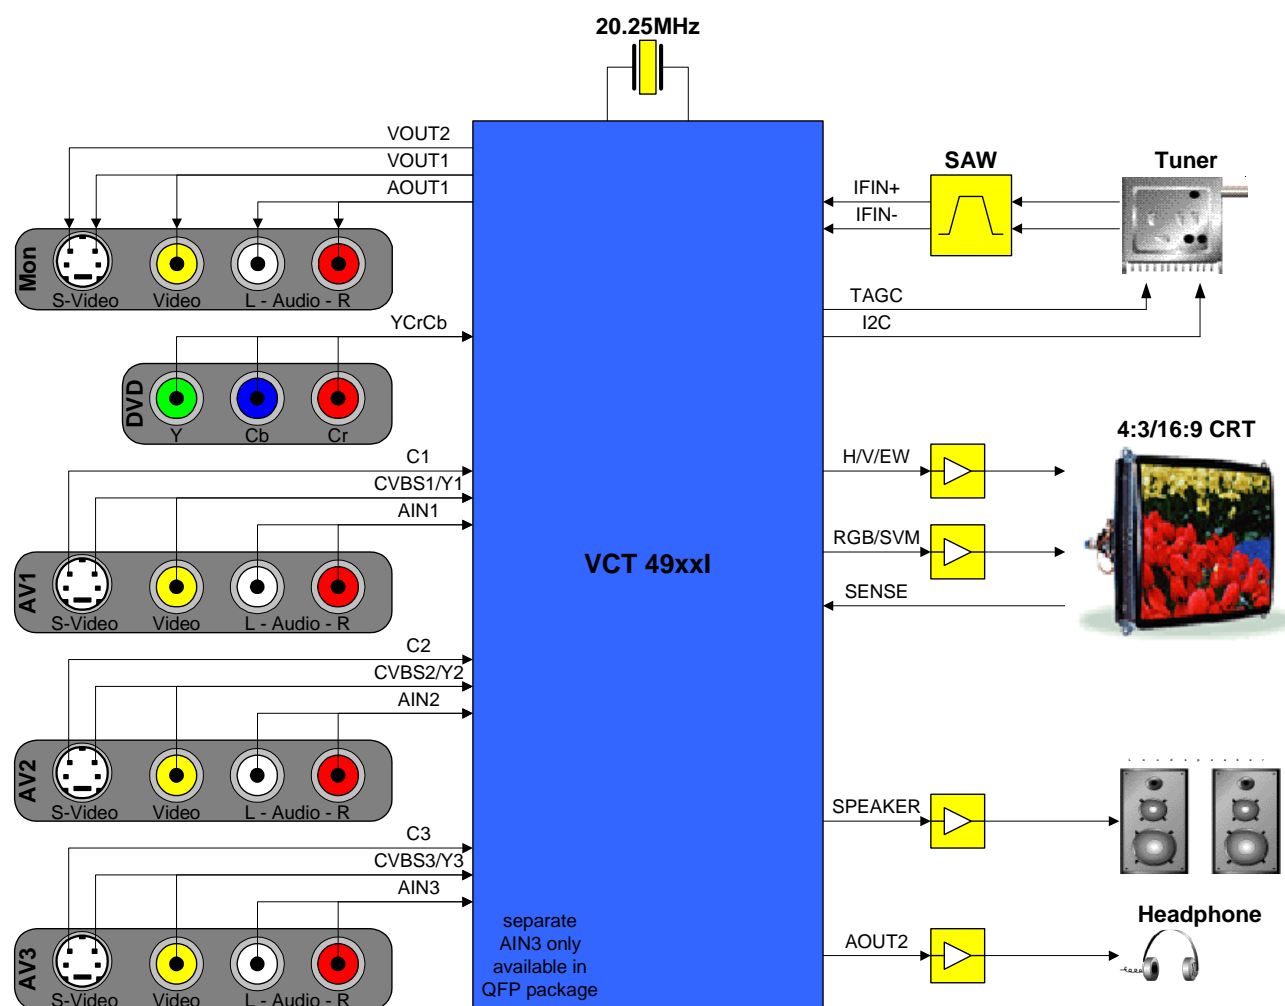 20.25MHz
VOUT2
VOUT1
AOUT1
Mon
S-Video Video L - Audio - R
YCrCb
DVD
Y Cb Cr
C1
CVBS1/Y1
AIN1
AV1
S-Video Video L - Audio - R
C2
CVBS2/Y2
AIN2
AV2
S-Video Video L - Audio - R
C3
CVBS3/Y3
AIN3
AV3
S-Video Video L - Audio - R
VCT 49xxI
separate
AIN3 only
available in
QFP package
SAW
Tuner
IFIN+
IFIN-
TAGC
I2C
4:3/16:9 CRT
H/V/EW
RGB/SVM
SENSE
SPEAKER
Headphone
AOUT2